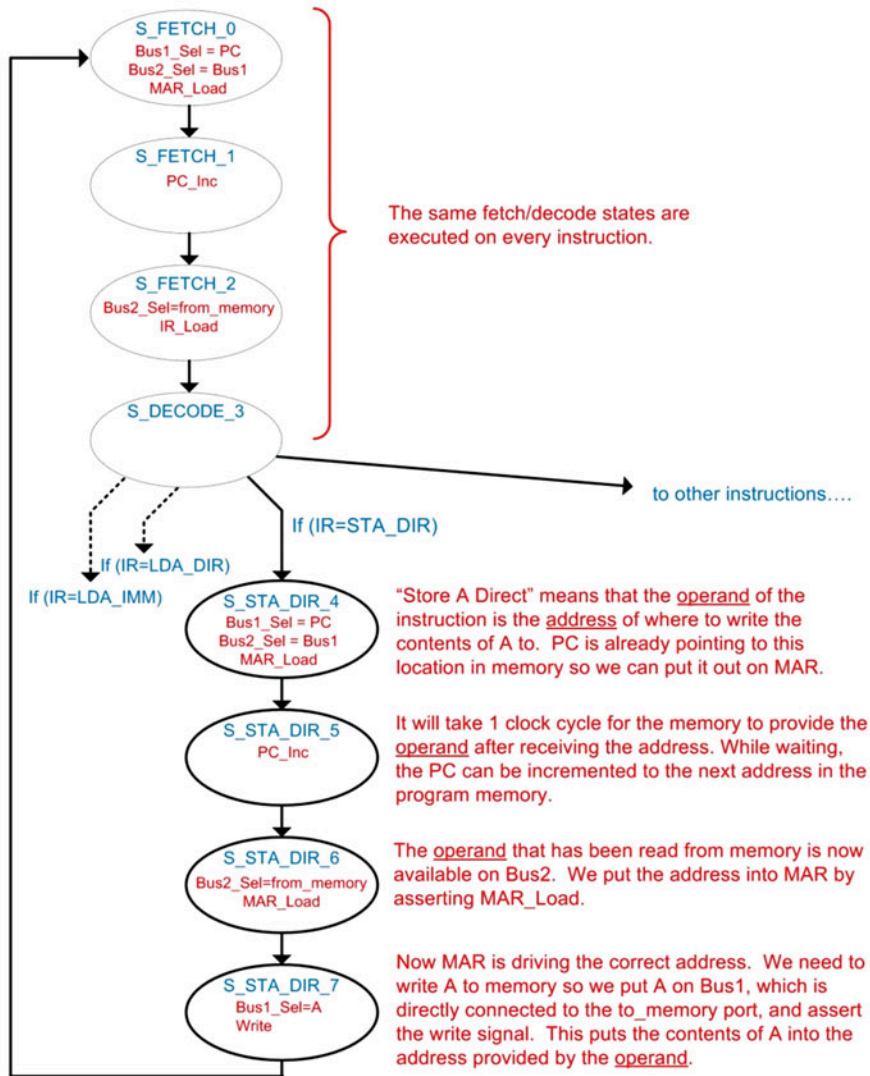 S_FETCH_0
Bus1_Sel = PC
Bus2_Sel = Bus1
MAR_Load
S_FETCH_1
PC_Inc
The same fetch/decode states are
executed on every instruction.
S_FETCH_2
Bus2_Sel=from_memory
IR_Load
S_DECODE_3
to other instructions....
If (IR=STA_DIR)
If (IR=LDA_DIR)
If (IR=LDA_IMM)
S_STA_DIR_4
Bus1_Sel = PC
Bus2_Sel = Bus1
MAR_Load
“Store A Direct” means that the operand of the
instruction is the address of where to write the
contents of A to. PC is already pointing to this
location in memory so we can put it out on MAR.
S_STA_DIR_5
PC_Inc
It will take 1 clock cycle for the memory to provide the
operand after receiving the address. While waiting,
the PC can be incremented to the next address in the
program memory.
S_STA_DIR_6
Bus2_Sel=from_memory
MAR_Load
The operand that has been read from memory is now
available on Bus2. We put the address into MAR by
asserting MAR_Load.
S_STA_DIR_7
Bus1_Sel=A
Write
Now MAR is driving the correct address. We need to
write A to memory so we put A on Bus1, which is
directly connected to the to_memory port, and assert
the write signal. This puts the contents of A into the
address provided by the operand.